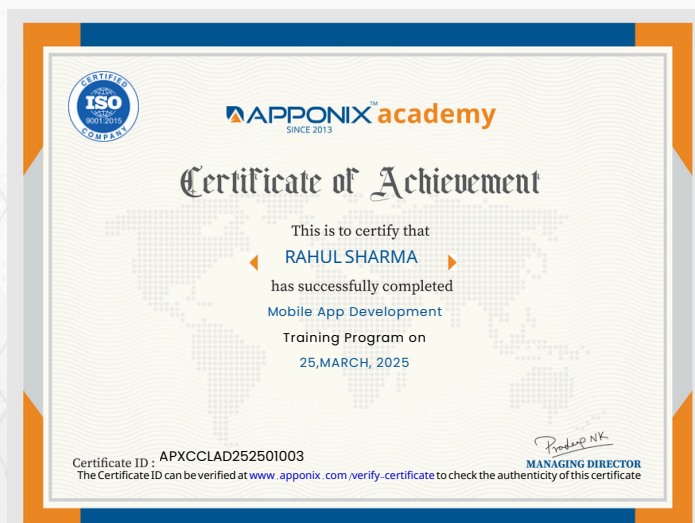 CERTIFIED
ISO
9001:2015
COMPANY
APPONIX™ academy
SINCE 2013
Certificate of Achievement
This is to certify that
RAHUL SHARMA
has successfully completed
Mobile App Development
Training Program on
25,MARCH, 2025
Pradeep NK
Certificate ID : APXCCLAD252501003
MANAGING DIRECTOR
The Certificate ID can be verified at www.apponix.com/verify-certificate to check the authenticity of this certificate